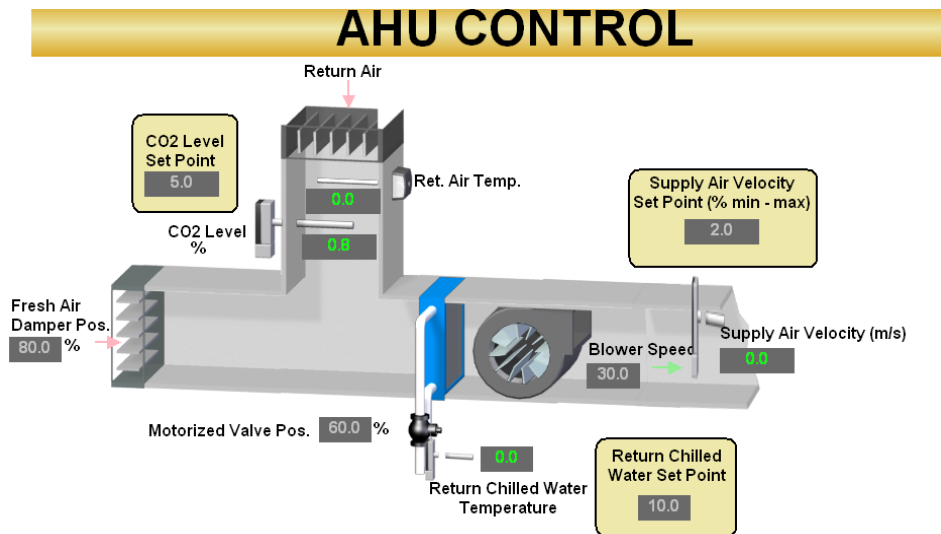 AHU CONTROL
Return Air
CO2 Level
Set Point
5.0
Ret. Air Temp.
0.0
CO2 Level
%
0.8
Supply Air Velocity
Set Point (% min - max)
2.0
Fresh Air
Damper Pos.
80.0 %
Blower Speed
30.0
Supply Air Velocity (m/s)
0.0
Motorized Valve Pos. 60.0 %
0.0
Return Chilled Water
Temperature
Return Chilled
Water Set Point
10.0